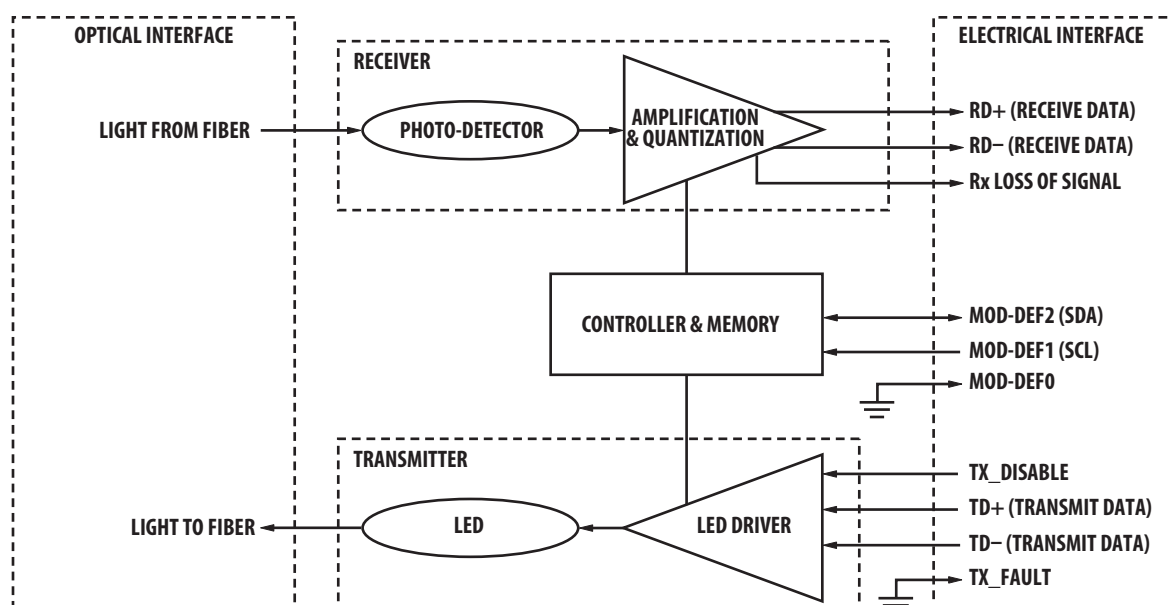 OPTICAL INTERFACE
ELECTRICAL INTERFACE
RECEIVER
LIGHT FROM FIBER
PHOTO-DETECTOR
AMPLIFICATION
& QUANTIZATION
RD+ (RECEIVE DATA)
RD– (RECEIVE DATA)
Rx LOSS OF SIGNAL
CONTROLLER & MEMORY
MOD-DEF2 (SDA)
MOD-DEF1 (SCL)
MOD-DEF0
TRANSMITTER
LIGHT TO FIBER
LED
LED DRIVER
TX_DISABLE
TD+ (TRANSMIT DATA)
TD– (TRANSMIT DATA)
TX_FAULT